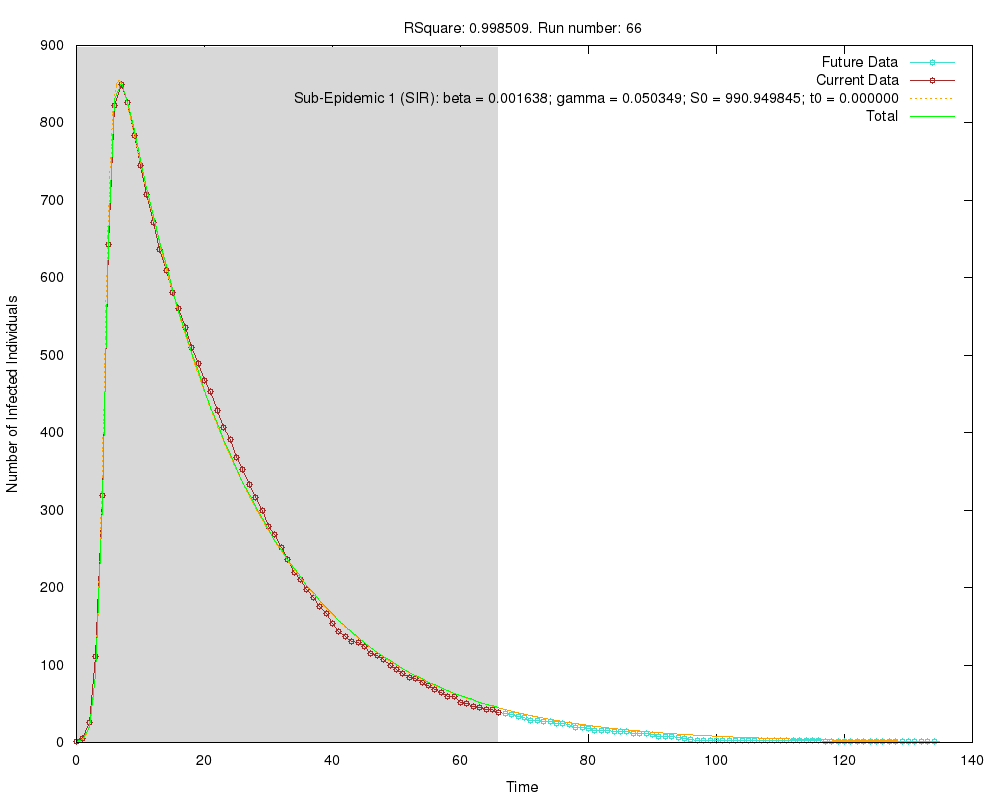 RSquare: 0.998509. Run number: 66
900
800
700
600
500
400
300
200
100
0
Number of Infected Individuals
Future Data
Current Data
Sub-Epidemic 1 (SIR): beta = 0.001638; gamma = 0.050349; S0 = 990.949845; t0 = 0.000000
Total
0 20 40 60 80 100 120 140
Time